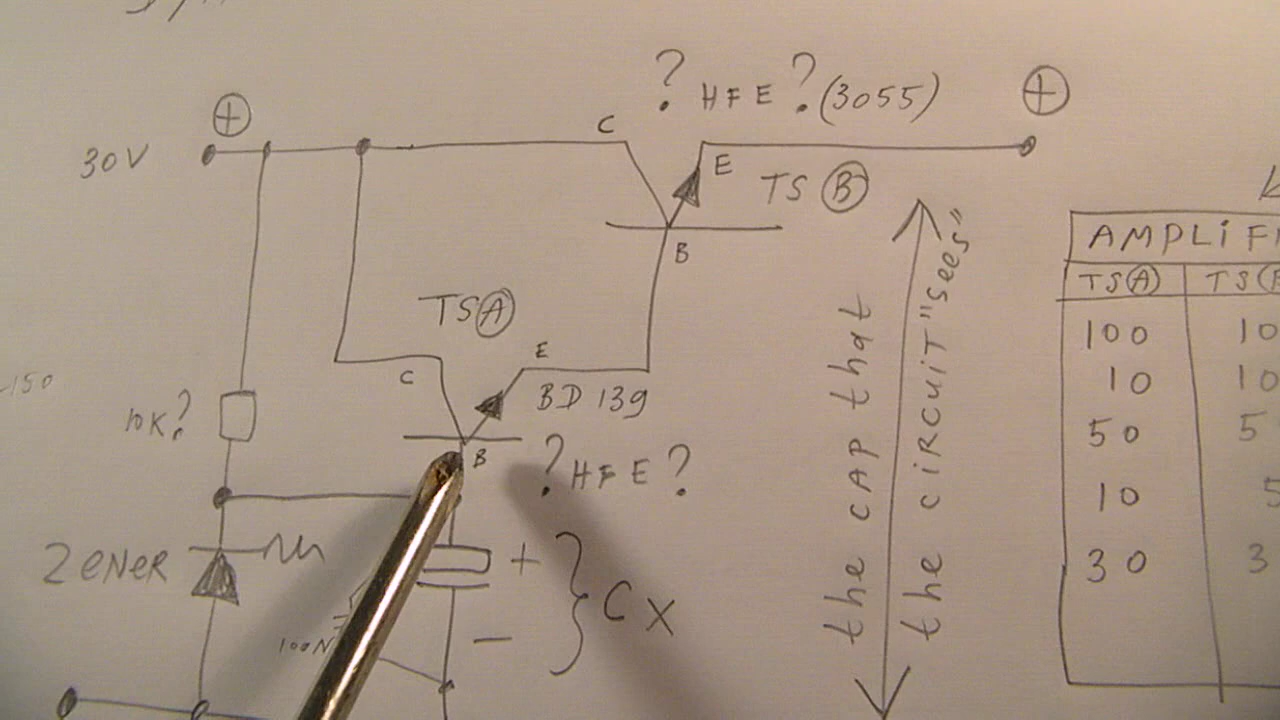 ? HFE ? (3055)
+
+
30V
C
E
TS B
B
TS A
E
C
BD 139
10K?
B
? HFE ?
-150
ZENER
+
100N
CX
-
the CAP that
the CiRCUiT "sees"
AMPLiF
TS A TS
100 10
10 10
50 5
10 5
30 3